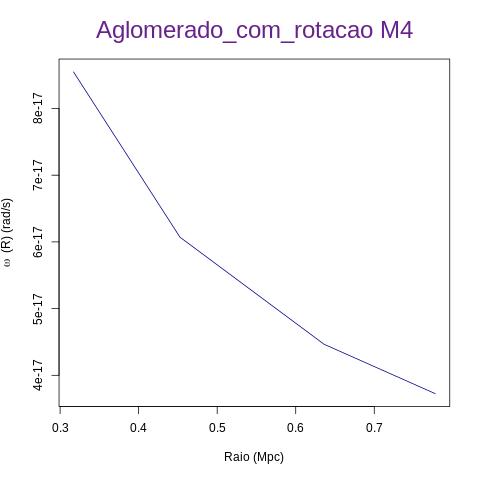 Aglomerado_com_rotacao M4
8e-17
7e-17
6e-17
5e-17
4e-17
ω (R) (rad/s)
0.3 0.4 0.5 0.6 0.7
Raio (Mpc)